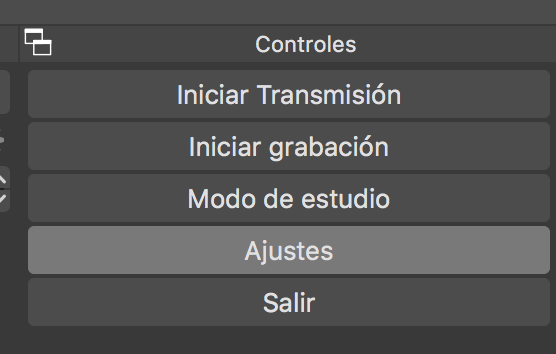 Controles
Iniciar Transmisión
Iniciar grabación
Modo de estudio
Ajustes
Salir